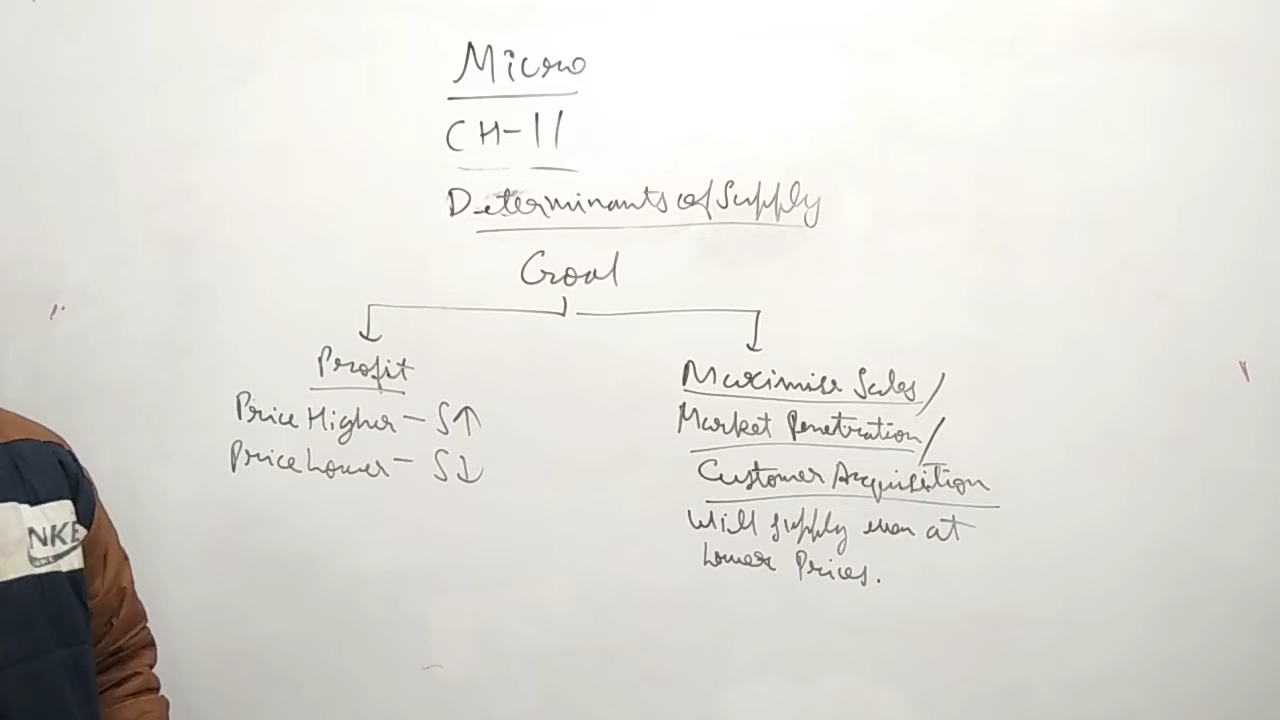 Micro
CH-11
Determinants of Supply
Goal
Profit
Price Higher - S↑
Price Lower - S↓
Maximise Sales/
Market Penetration/
Customer Acquisition
Will supply even at
lower Prices.
NKE